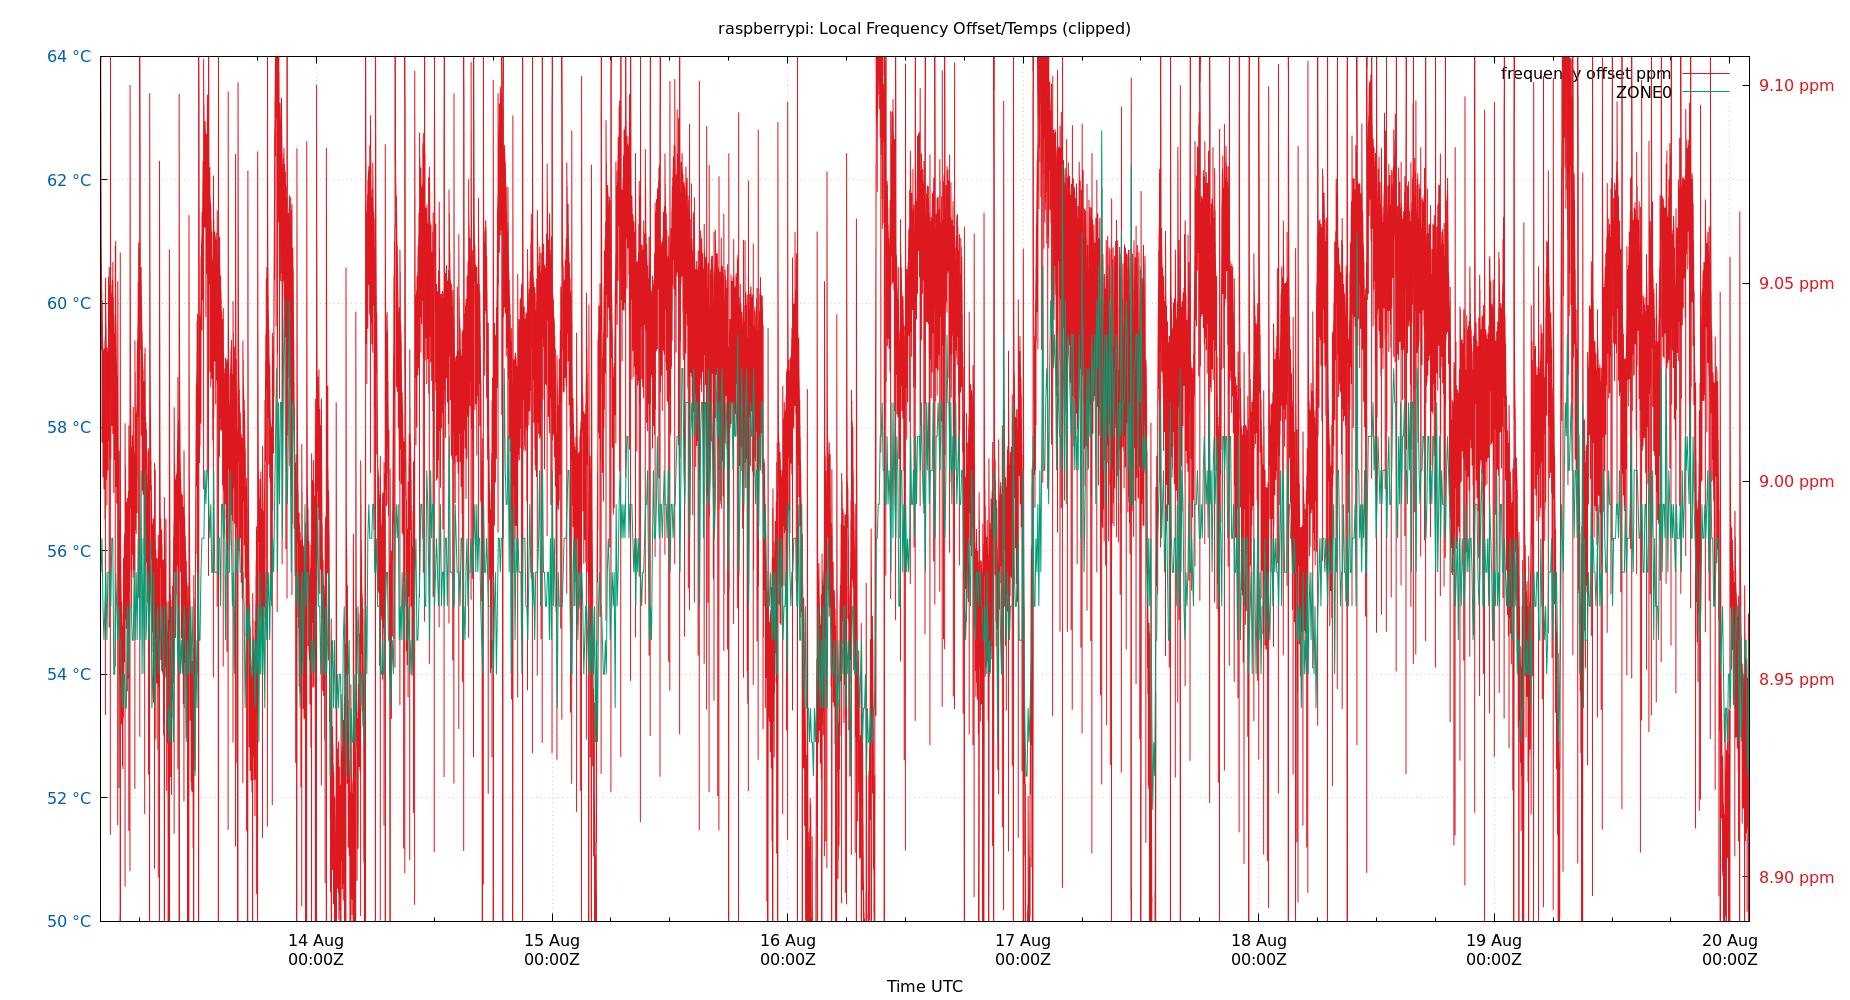 raspberrypi: Local Frequency Offset/Temps (clipped)
64 °C
62 °C
60 °C
58 °C
56 °C
54 °C
52 °C
50 °C
frequency offset ppm
ZONE0
9.10 ppm
9.05 ppm
9.00 ppm
8.95 ppm
8.90 ppm
14 Aug
00:00Z
15 Aug
00:00Z
16 Aug
00:00Z
17 Aug
00:00Z
18 Aug
00:00Z
19 Aug
00:00Z
20 Aug
00:00Z
Time UTC